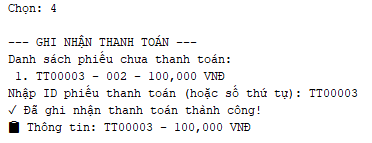 Chọn: 4
--- GHI NHẬN THANH TOÁN ---
Danh sách phiếu chưa thanh toán:
1. TT00003 - 002 - 100,000 VNĐ
Nhập ID phiếu thanh toán (hoặc số thứ tự): TT00003
✓ Đã ghi nhận thanh toán thành công!
📋 Thông tin: TT00003 - 100,000 VNĐ